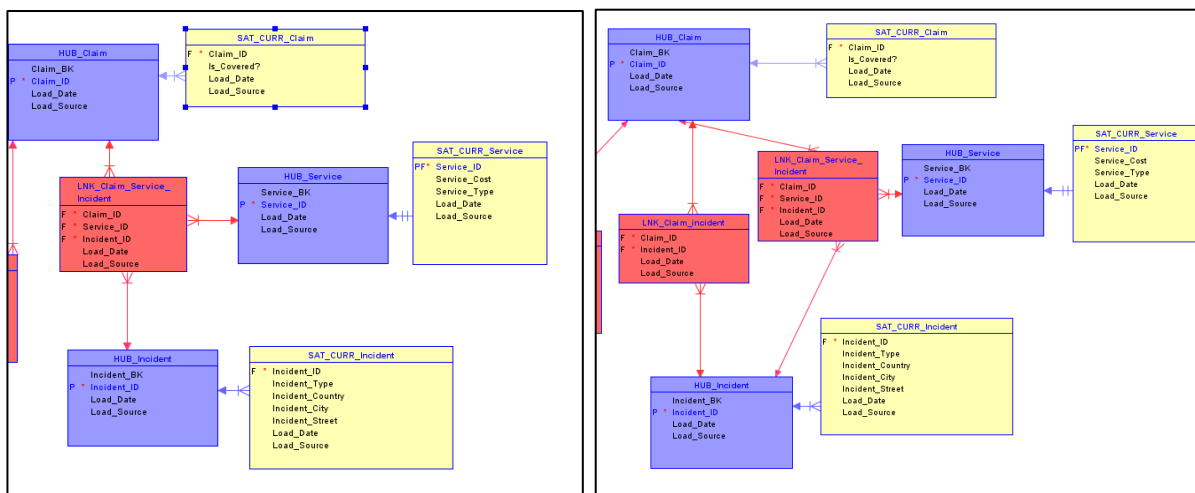 HUB_Claim
Claim_BK
P * Claim_ID
Load_Date
Load_Source
SAT_CURR_Claim
F * Claim_ID
Is_Covered?
Load_Date
Load_Source
LNK_Claim_Service_
Incident
F * Claim_ID
F * Service_ID
F * Incident_ID
Load_Date
Load_Source
HUB_Service
Service_BK
P * Service_ID
Load_Date
Load_Source
SAT_CURR_Service
PF* Service_ID
Service_Cost
Service_Type
Load_Date
Load_Source
HUB_Incident
Incident_BK
P * Incident_ID
Load_Date
Load_Source
SAT_CURR_Incident
F * Incident_ID
Incident_Type
Incident_Country
Incident_City
Incident_Street
Load_Date
Load_Source
HUB_Claim
Claim_BK
P * Claim_ID
Load_Date
Load_Source
SAT_CURR_Claim
F * Claim_ID
Is_Covered?
Load_Date
Load_Source
LNK_Claim_Service_
Incident
F * Claim_ID
F * Service_ID
F * Incident_ID
Load_Date
Load_Source
HUB_Service
Service_BK
P * Service_ID
Load_Date
Load_Source
SAT_CURR_Service
PF* Service_ID
Service_Cost
Service_Type
Load_Date
Load_Source
LNK_Claim_incident
F * Claim_ID
F * Incident_ID
Load_Date
Load_Source
HUB_Incident
Incident_BK
P * Incident_ID
Load_Date
Load_Source
SAT_CURR_Incident
F * Incident_ID
Incident_Type
Incident_Country
Incident_City
Incident_Street
Load_Date
Load_Source